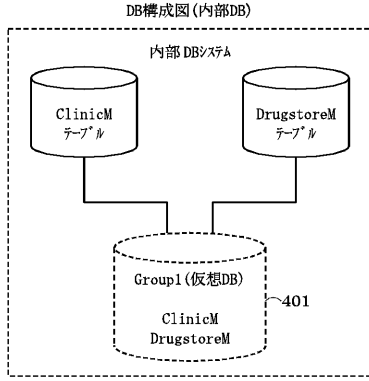 DB構成図(内部DB)
内部DBシステム
ClinicM
テーブル
DrugstoreM
テーブル
Group1(仮想DB)
401
ClinicM
DrugstoreM